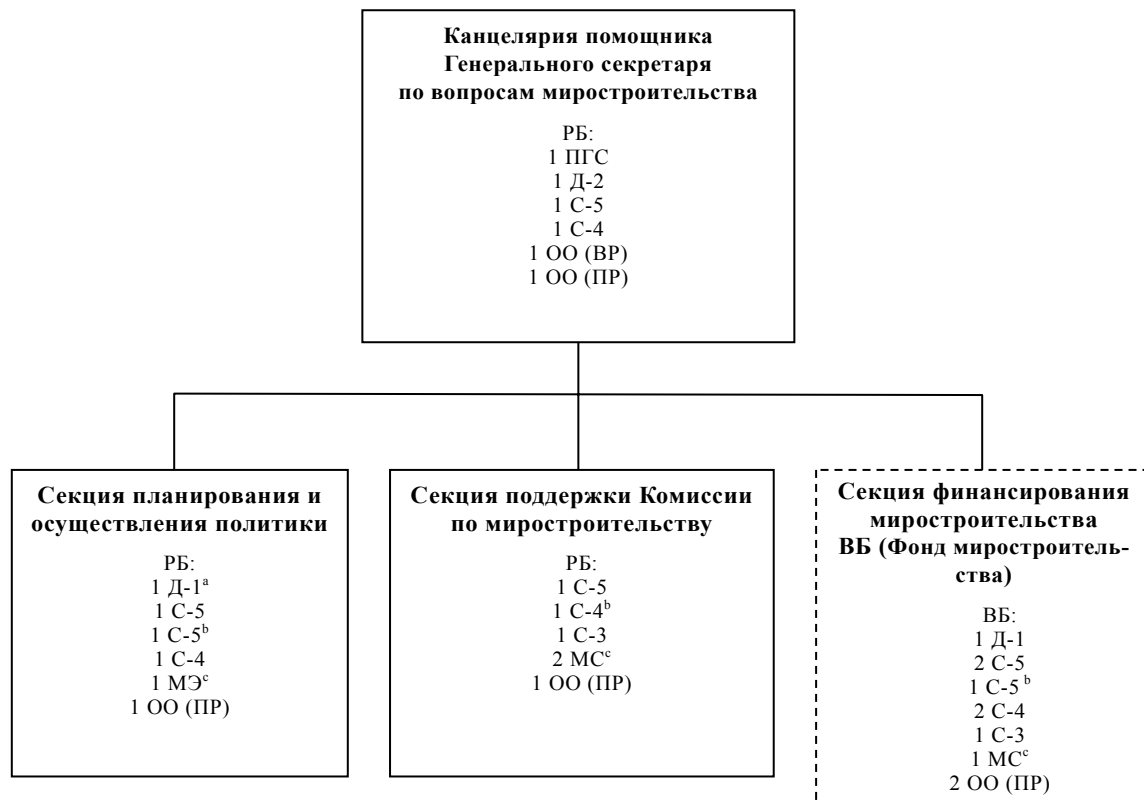 Канцелярия помощника
Генерального секретаря
по вопросам миростроительства
РБ:
1 ПГС
1 Д-2
1 С-5
1 С-4
1 ОО (ВР)
1 ОО (ПР)
Секция планирования и
осуществления политики
РБ:
1 Д-1ᵃ
1 С-5
1 С-5ᵇ
1 С-4
1 МЭᶜ
1 ОО (ПР)
Секция поддержки Комиссии
по миростроительству
РБ:
1 С-5
1 С-4ᵇ
1 С-3
2 МСᶜ
1 ОО (ПР)
Секция финансирования
миростроительства
ВБ (Фонд миростроитель-
ства)
ВБ:
1 Д-1
2 С-5
1 С-5 ᵇ
2 С-4
1 С-3
1 МСᶜ
2 ОО (ПР)